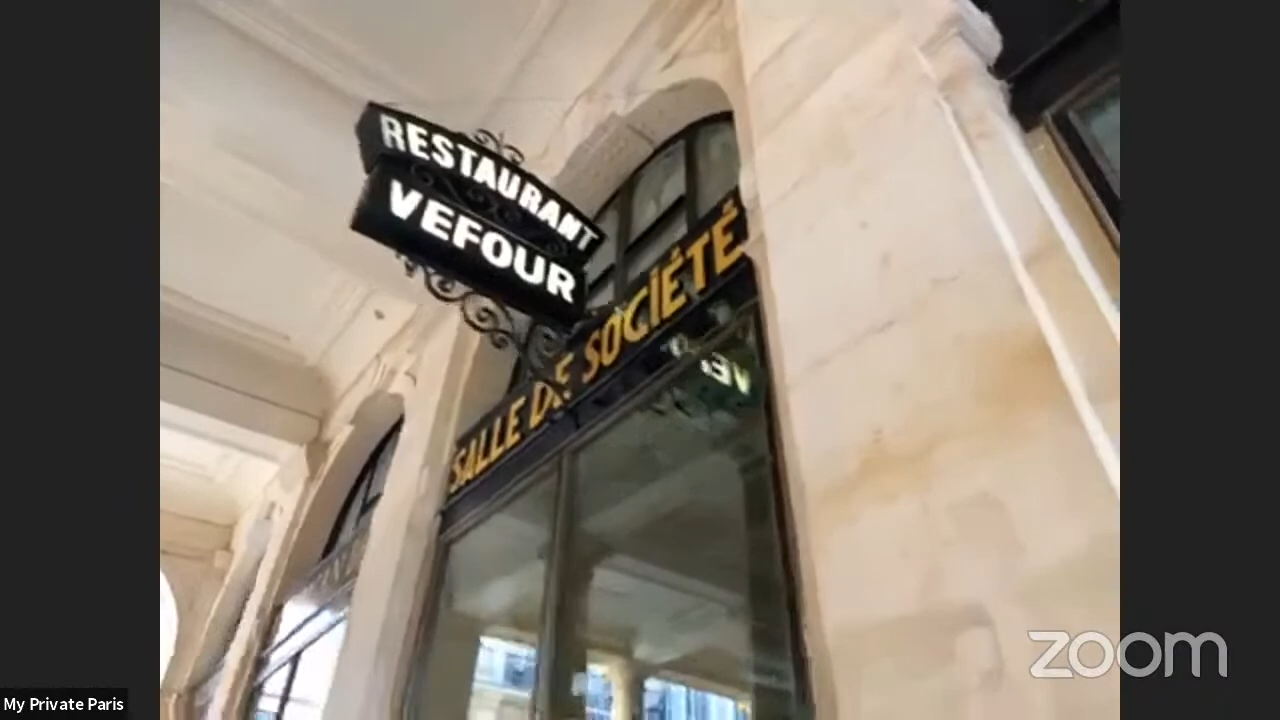 RESTAURANT
VEFOUR
SALLE DE SOCIÉTÉ
My Private Paris
zoom